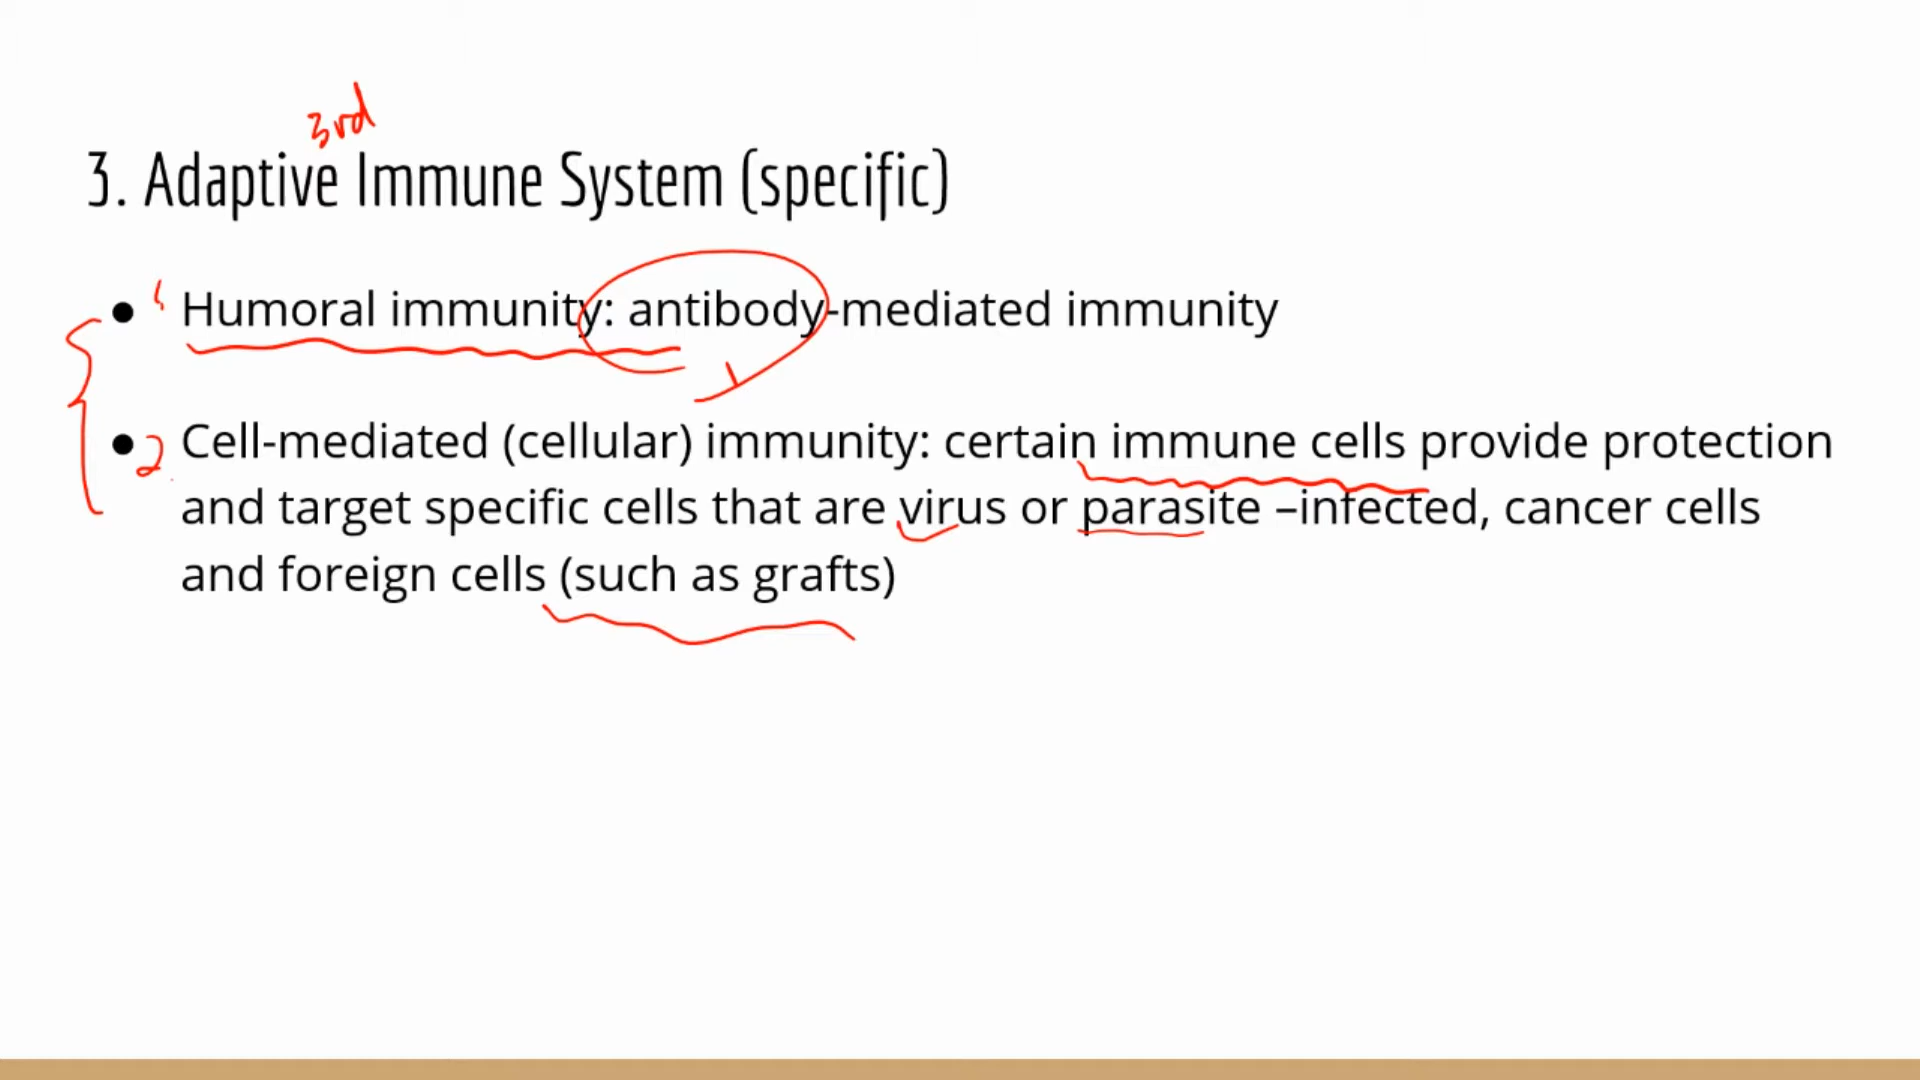 3rd
3. Adaptive Immune System (specific)
● 1 Humoral immunity: antibody-mediated immunity
● 2 Cell-mediated (cellular) immunity: certain immune cells provide protection
and target specific cells that are virus or parasite –infected, cancer cells
and foreign cells (such as grafts)